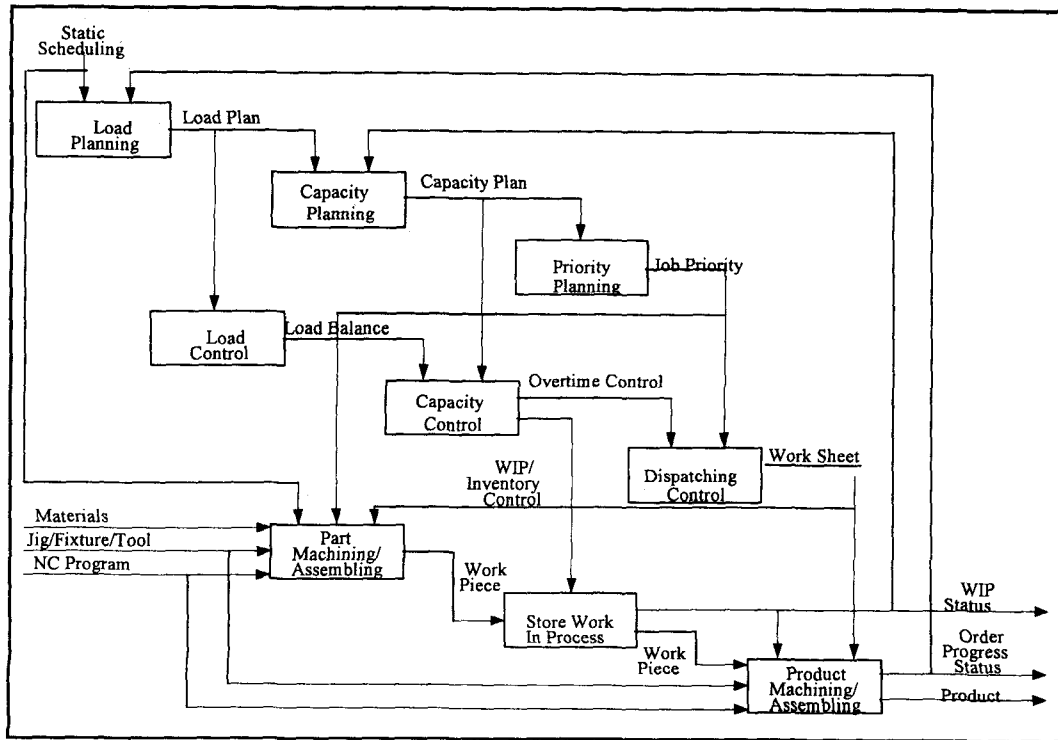 Static
Scheduling
Load
Planning
Load Plan
Capacity
Planning
Capacity Plan
Priority
Planning
Job Priority
Load
Control
Load Balance
Capacity
Control
Overtime Control
Dispatching
Control
Work Sheet
WIP/
Inventory
Control
Materials
Jig/Fixture/Tool
NC Program
Part
Machining/
Assembling
Work
Piece
Store Work
In Process
WIP
Status
Work
Piece
Product
Machining/
Assembling
Order
Progress
Status
Product